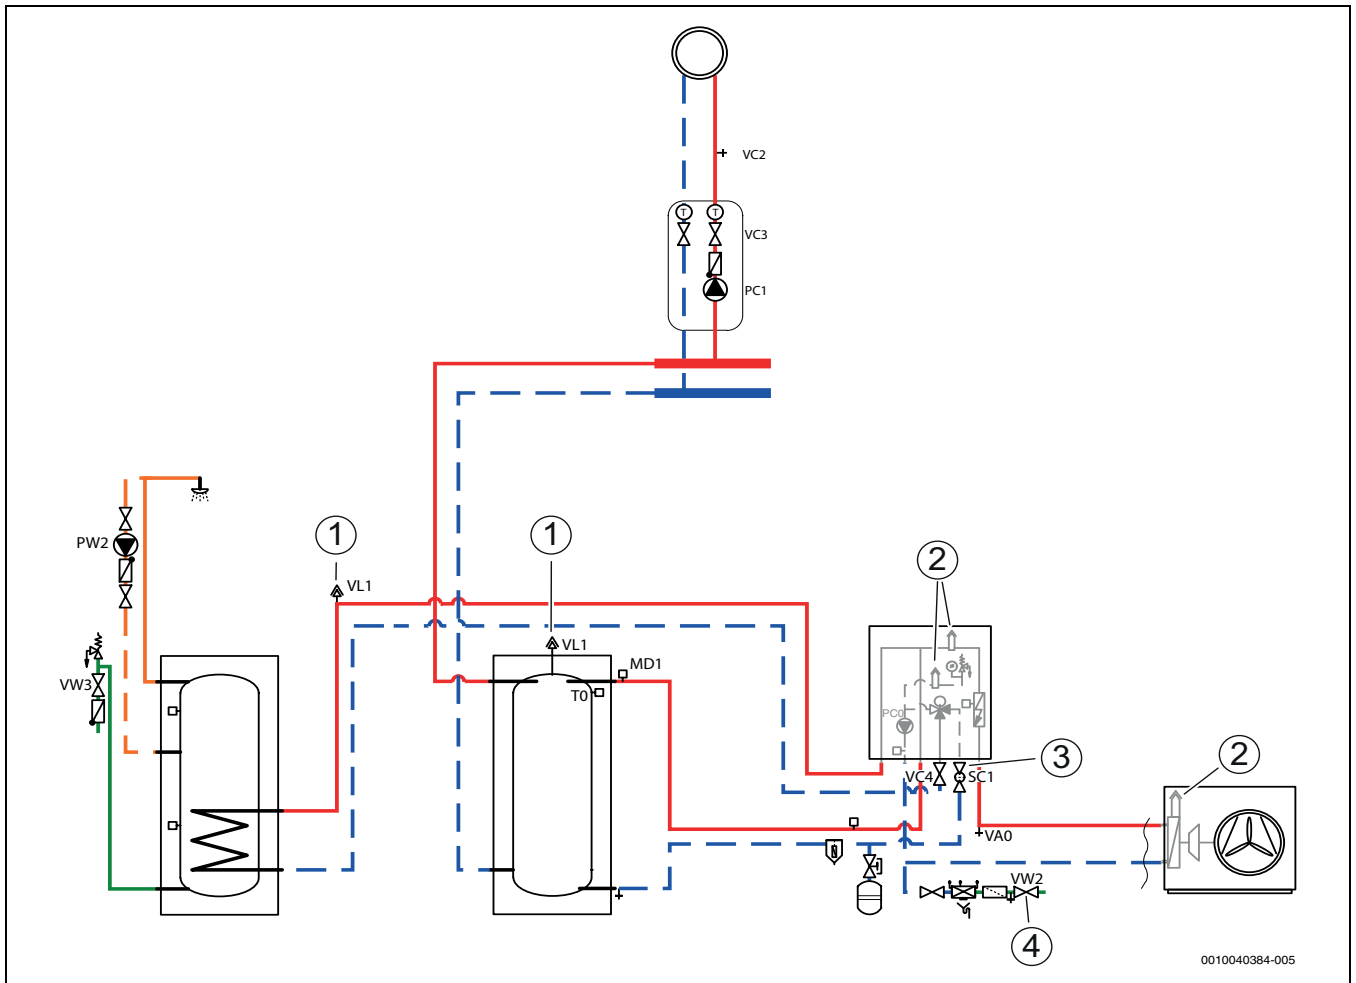 VC2
T T
VC3
PC1
1
1
PW2
2
VL1
VL1
MD1
VW3
T0
PC0
3
2
VC4
SC1
VA0
VW2
4
0010040384-005